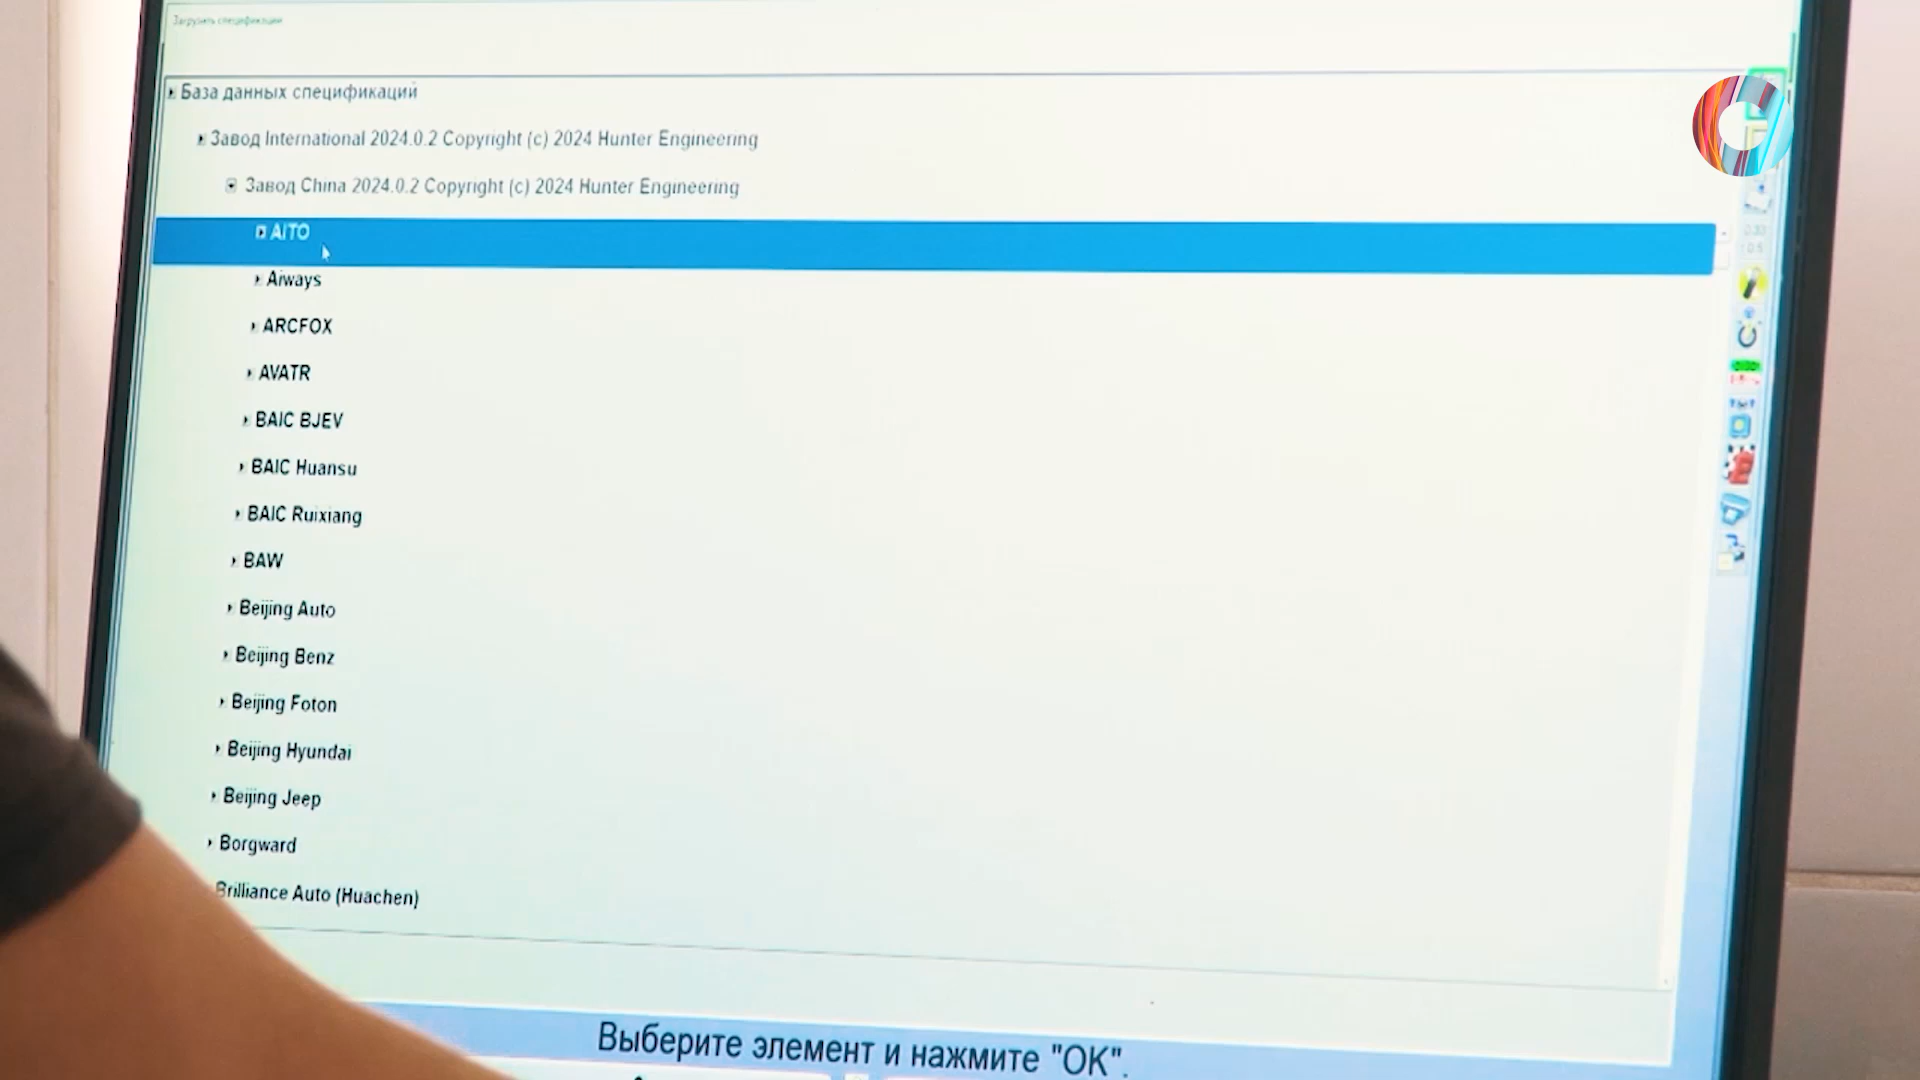 Загрузить спецификации
База данных спецификаций
Завод International 2024.0.2 Copyright (c) 2024 Hunter Engineering
Завод China 2024.0.2 Copyright (c) 2024 Hunter Engineering
AITO
Aiways
ARCFOX
AVATR
BAIC BJEV
BAIC Huansu
BAIC Ruixiang
BAW
Beijing Auto
Beijing Benz
Beijing Foton
Beijing Hyundai
Beijing Jeep
Borgward
Brilliance Auto (Huachen)
Выберите элемент и нажмите "OK".